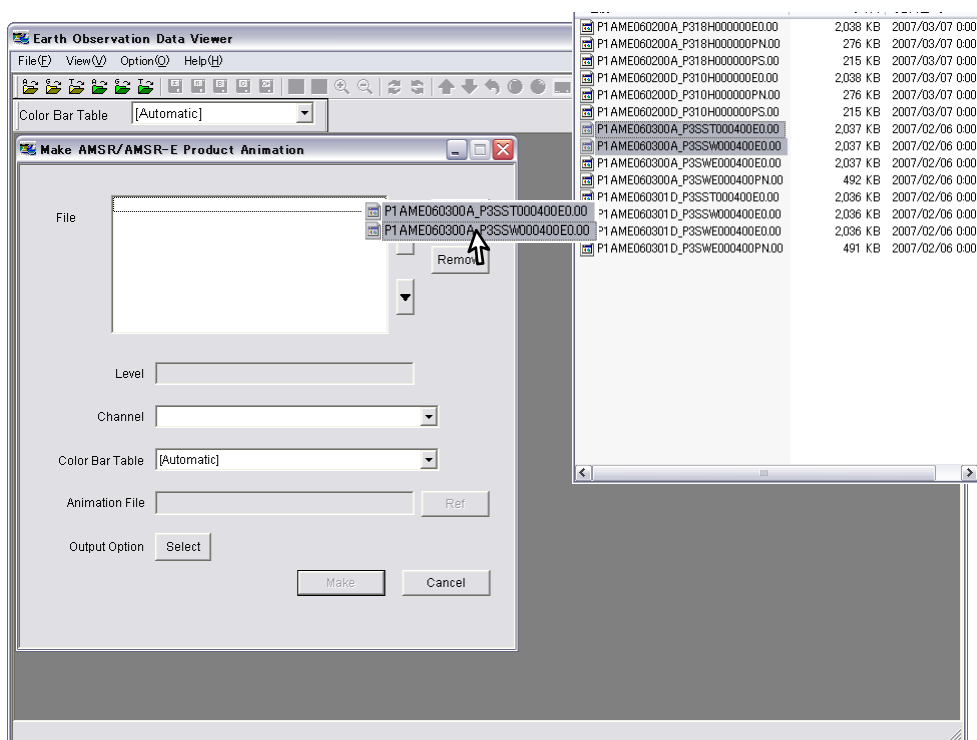 Earth Observation Data Viewer
File(F) View(V) Option(O) Help(H)
Color Bar Table [Automatic]
Make AMSR/AMSR-E Product Animation
File
P1AME060300A_P3SST000400E0.00
P1AME060300A_P3SSW000400E0.00
Remove
Level
Channel
Color Bar Table [Automatic]
Animation File Ref
Output Option Select
Make Cancel
P1AME060200A_P318H000000E0.00 2,038 KB 2007/03/07 0:00
P1AME060200A_P318H000000PN.00 276 KB 2007/03/07 0:00
P1AME060200A_P318H000000PS.00 215 KB 2007/03/07 0:00
P1AME060200D_P310H000000E0.00 2,038 KB 2007/03/07 0:00
P1AME060200D_P310H000000PN.00 276 KB 2007/03/07 0:00
P1AME060200D_P310H000000PS.00 215 KB 2007/03/07 0:00
P1AME060300A_P3SST000400E0.00 2,037 KB 2007/02/06 0:00
P1AME060300A_P3SSW000400E0.00 2,037 KB 2007/02/06 0:00
P1AME060300A_P3SWE000400E0.00 2,037 KB 2007/02/06 0:00
P1AME060300A_P3SWE000400PN.00 492 KB 2007/02/06 0:00
P1AME060301D_P3SST000400E0.00 2,036 KB 2007/02/06 0:00
P1AME060301D_P3SSW000400E0.00 2,036 KB 2007/02/06 0:00
P1AME060301D_P3SWE000400E0.00 2,036 KB 2007/02/06 0:00
P1AME060301D_P3SWE000400PN.00 491 KB 2007/02/06 0:00